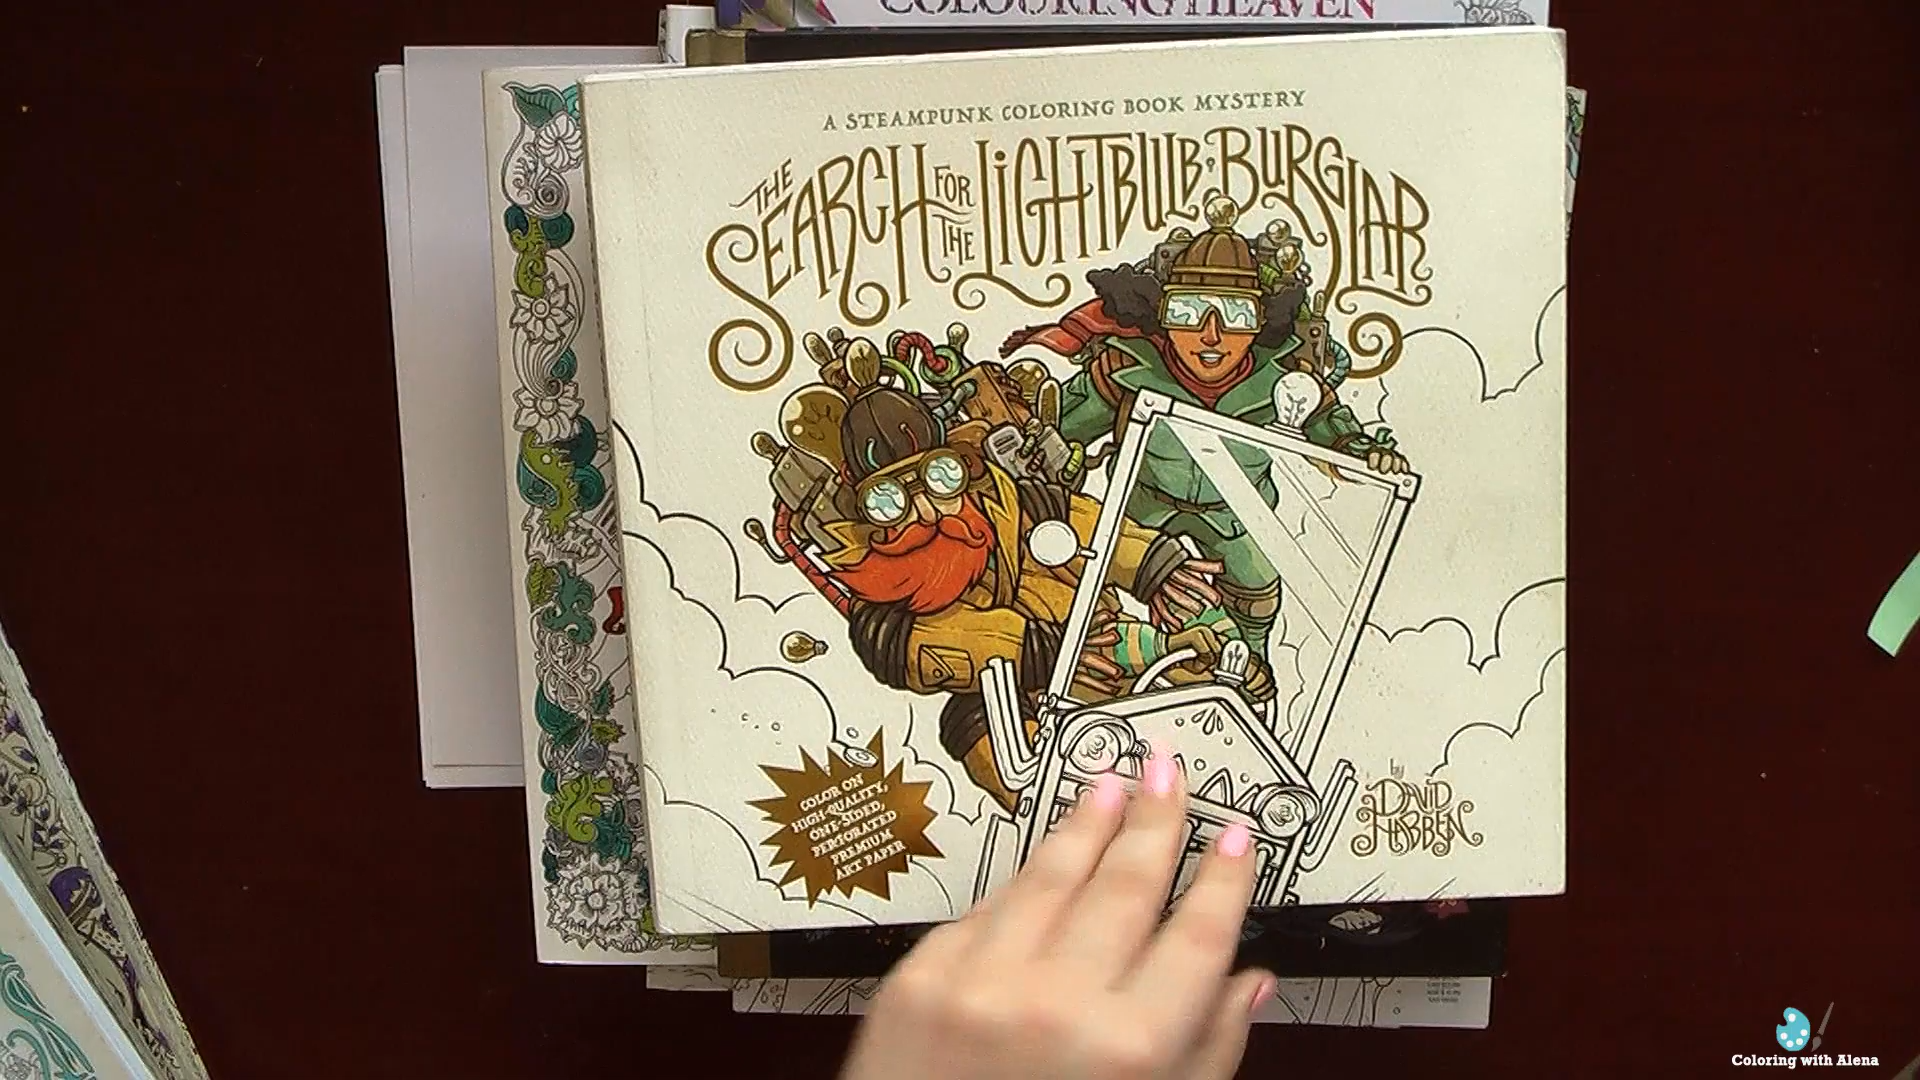 COLOURING HEAVEN
A STEAMPUNK COLORING BOOK MYSTERY
THE
SEARCH FOR
THE LIGHTBULB BURGLAR
COLOR ON
HIGH-QUALITY,
ONE-SIDED,
PERFORATED
PREMIUM
ART PAPER
by
DAVID
HABBEN
Coloring with Alena